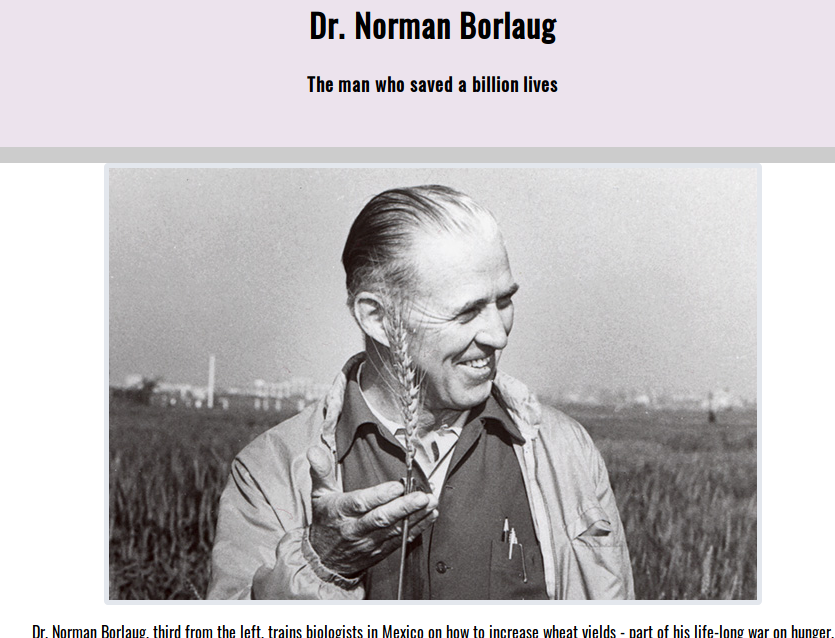 Dr. Norman Borlaug
The man who saved a billion lives
Dr. Norman Borlaug, third from the left, trains biologists in Mexico on how to increase wheat yields - part of his life-long war on hunger.